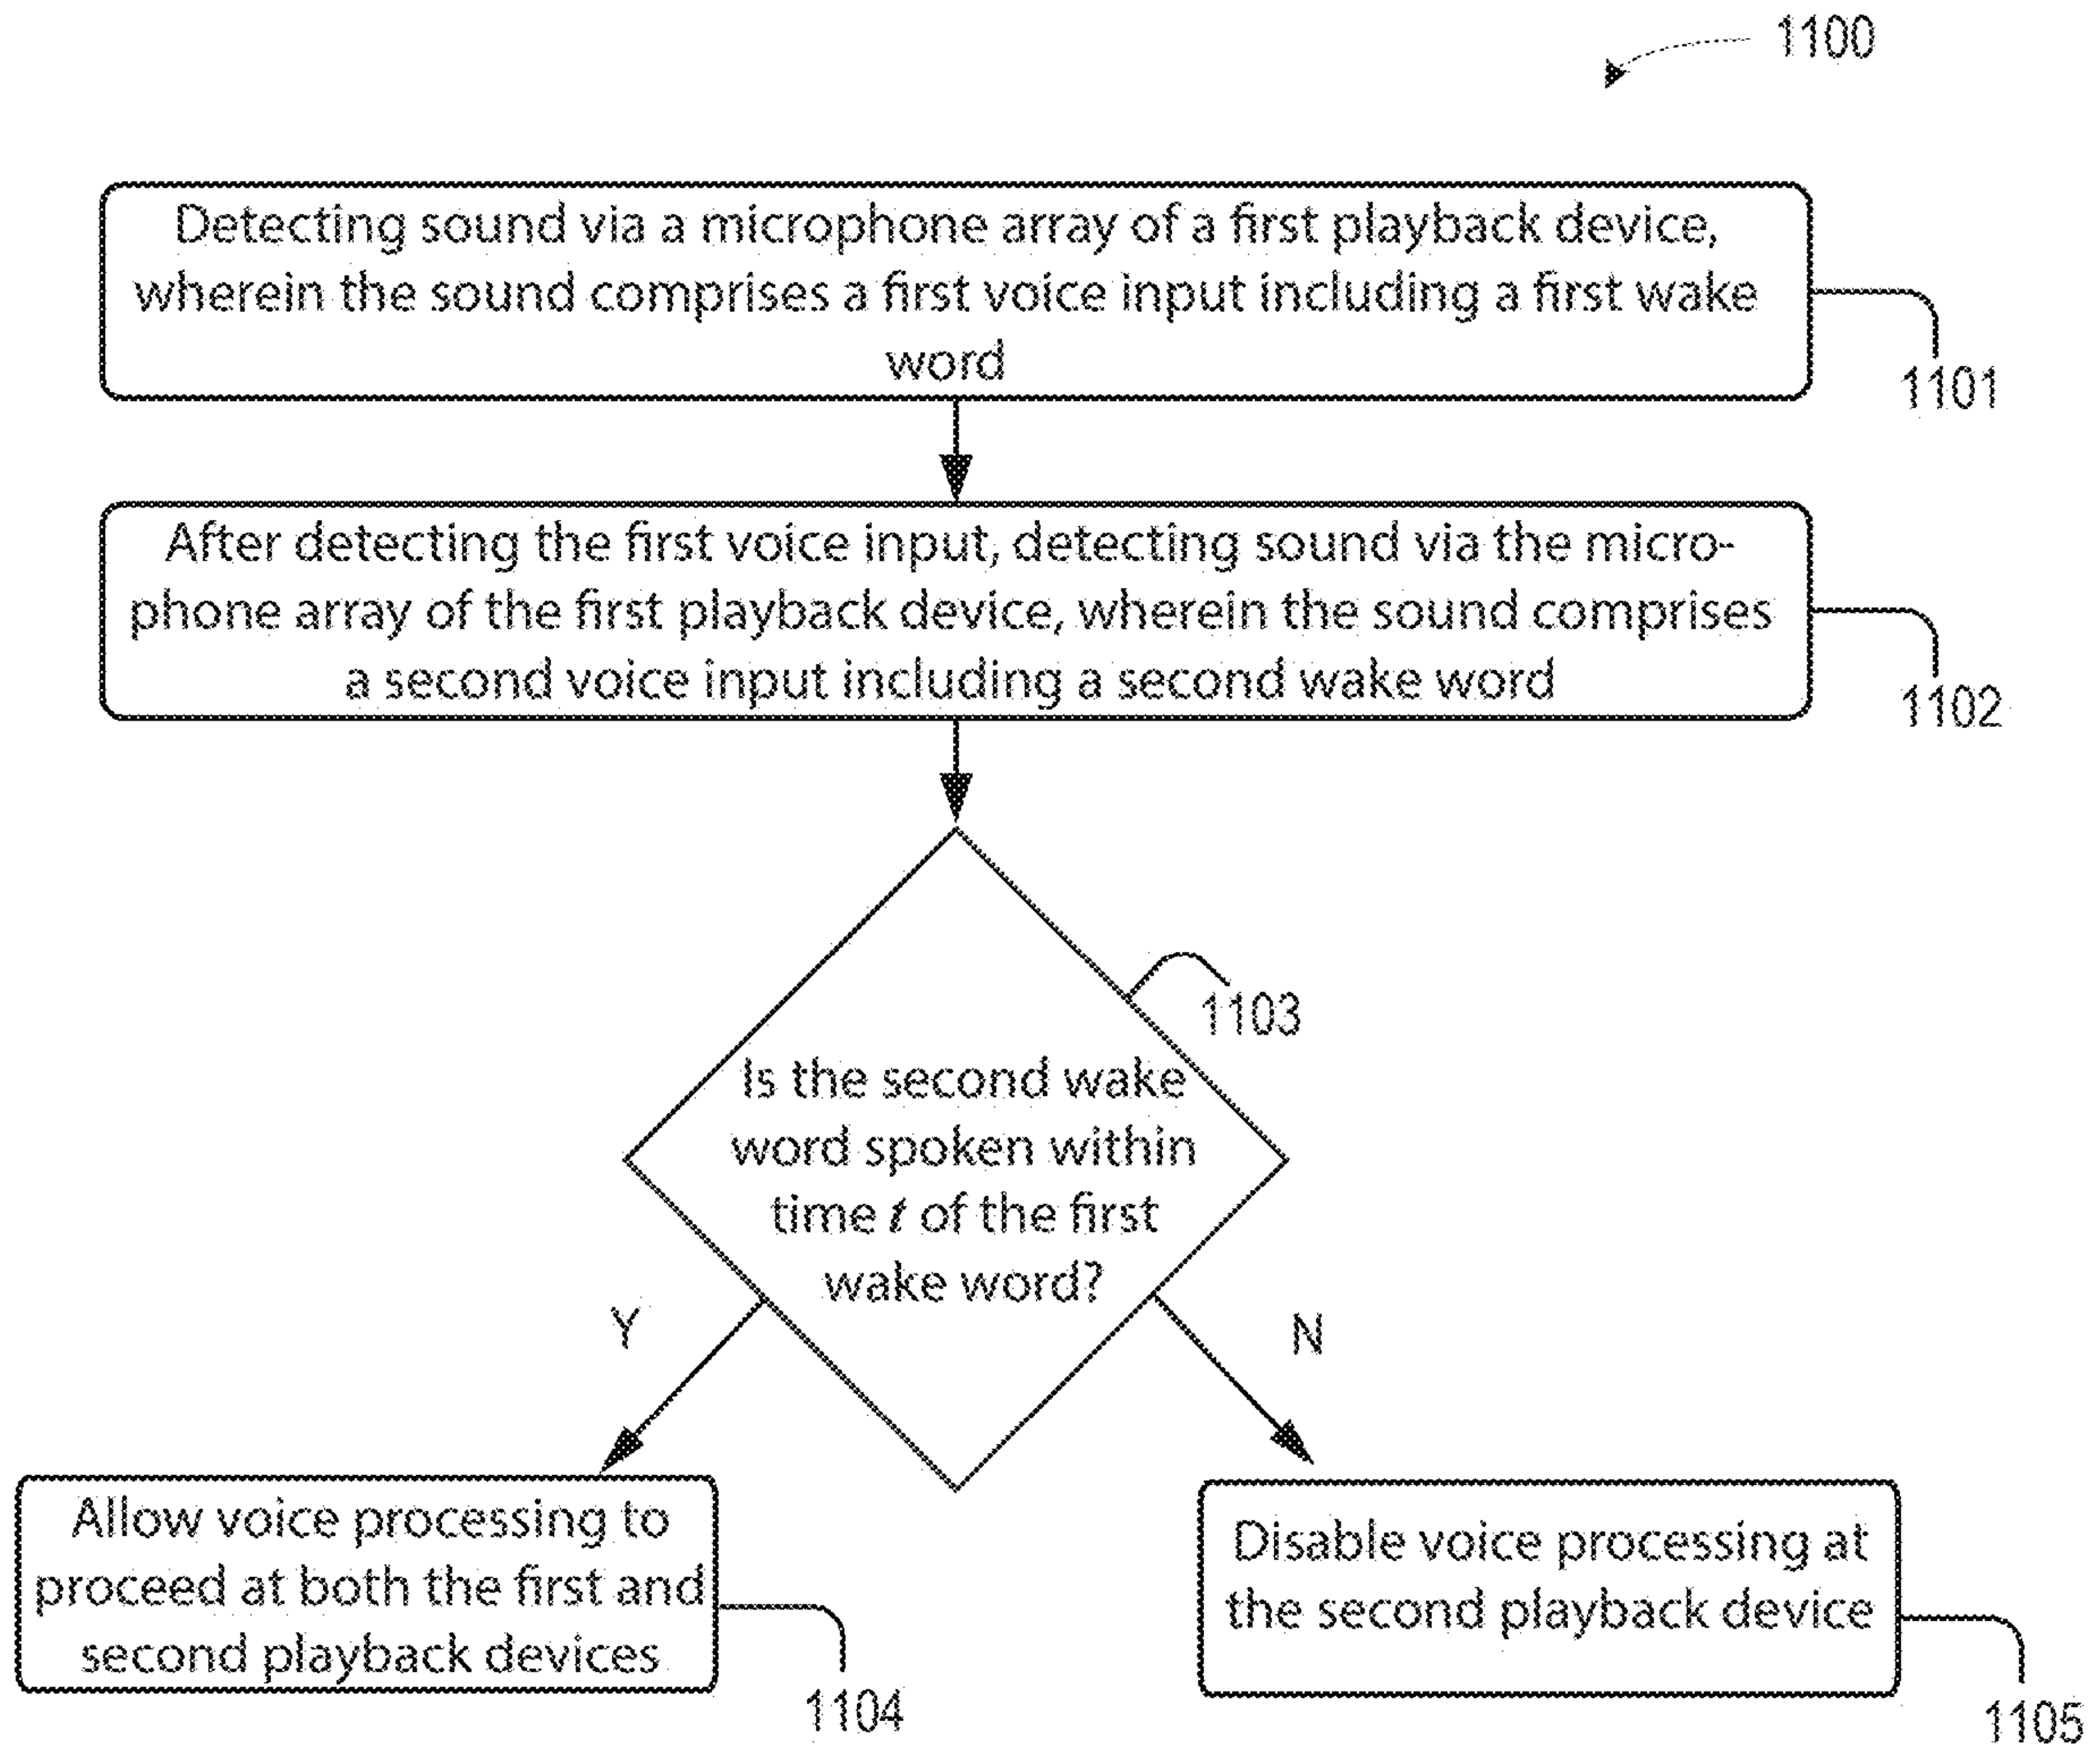 1100
Detecting sound via a microphone array of a first playback device,
wherein the sound comprises a first voice input including a first wake
word
1101
After detecting the first voice input, detecting sound via the micro-
phone array of the first playback device, wherein the sound comprises
a second voice input including a second wake word
1102
1103
Is the second wake
word spoken within
time t of the first
wake word?
Y
N
Allow voice processing to
proceed at both the first and
second playback devices
1104
Disable voice processing at
the second playback device
1105